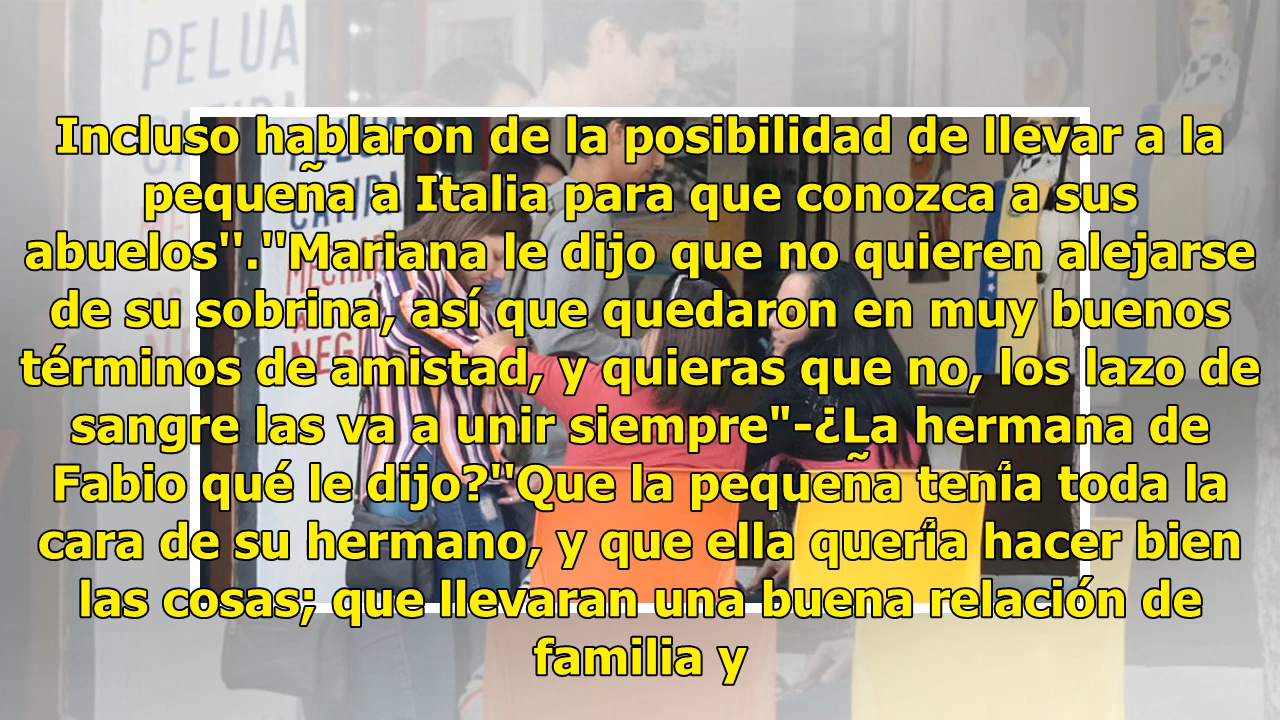 PELUA
Incluso hablaron de la posibilidad de llevar a la
pequeña a Italia para que conozca a sus
abuelos".''Mariana le dijo que no quieren alejarse
de su sobrina, así que quedaron en muy buenos
términos de amistad, y quieras que no, los lazo de
sangre las va a unir siempre"-¿La hermana de
Fabio qué le dijo?''Que la pequeña tenía toda la
cara de su hermano, y que ella quería hacer bien
las cosas; que llevaran una buena relación de
familia y